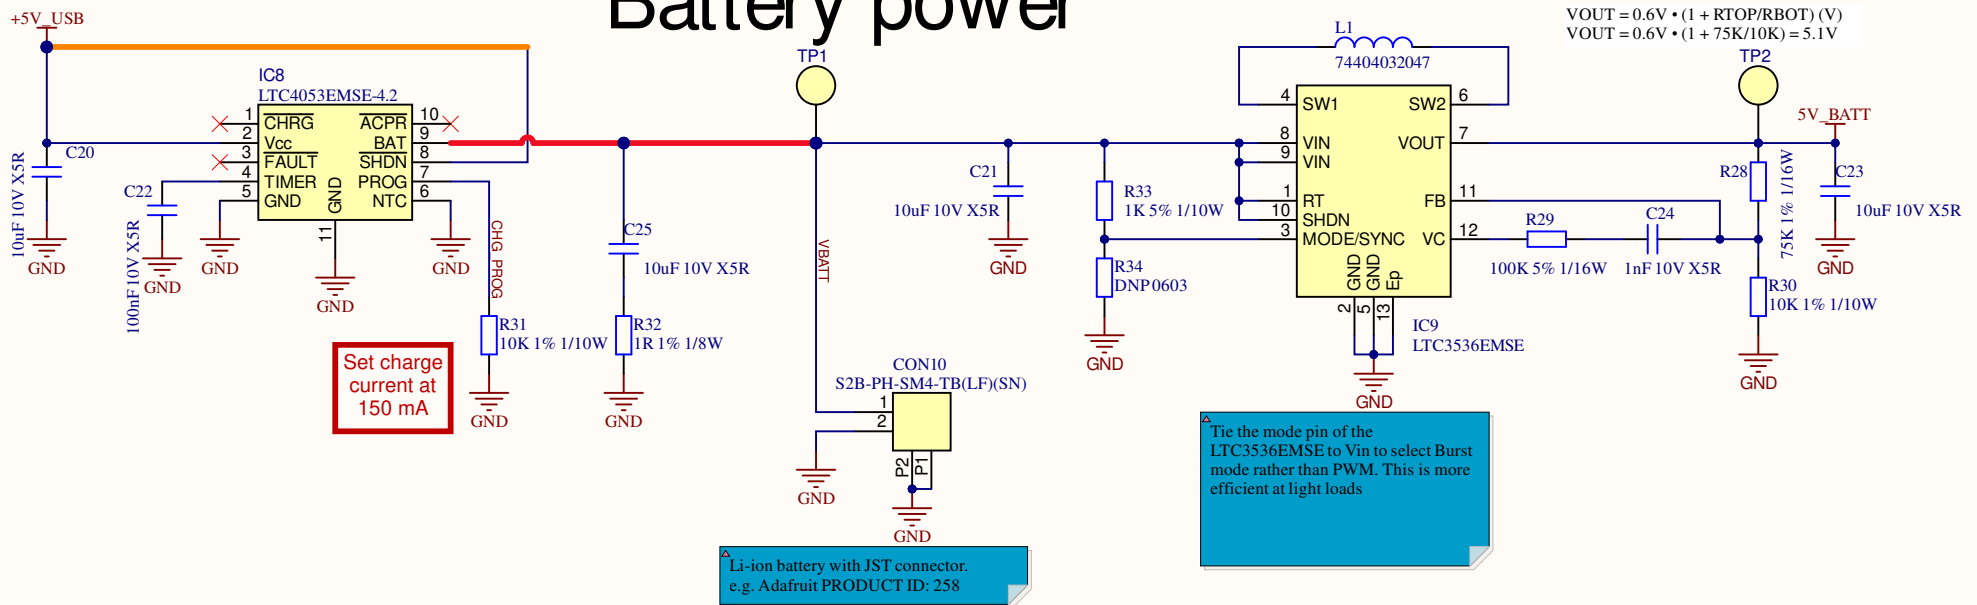 Battery power
VOUT = 0.6V • (1 + RTOP/RBOT) (V)
VOUT = 0.6V • (1 + 75K/10K) = 5.1V
+5V_USB
IC8
LTC4053EMSE-4.2
1
CHRG
2
Vcc
3
FAULT
4
TIMER
5
GND
GND
11
10
ACPR
9
BAT
8
SHDN
7
PROG
6
NTC
C20
10uF 10V X5R
GND
C22
100nF 10V X5R
GND
GND
GND
GND
CHG_PROG
R31
10K 1% 1/10W
GND
Set charge
current at
150 mA
C25
10uF 10V X5R
R32
1R 1% 1/8W
GND
TP1
VBATT
CON10
S2B-PH-SM4-TB(LF)(SN)
1
2
P2
P1
GND
GND
Li-ion battery with JST connector.
e.g. Adafruit PRODUCT ID: 258
C21
10uF 10V X5R
GND
R33
1K 5% 1/10W
R34
DNP 0603
GND
L1
74404032047
4
SW1
8
VIN
9
VIN
1
RT
10
SHDN
3
MODE/SYNC
6
SW2
7
VOUT
11
FB
12
VC
GND
GND
Ep
2
5
13
IC9
LTC3536EMSE
GND
Tie the mode pin of the
LTC3536EMSE to Vin to select Burst
mode rather than PWM. This is more
efficient at light loads
R29
100K 5% 1/16W
C24
1nF 10V X5R
TP2
5V_BATT
R28
75K 1% 1/16W
C23
10uF 10V X5R
GND
R30
10K 1% 1/10W
GND